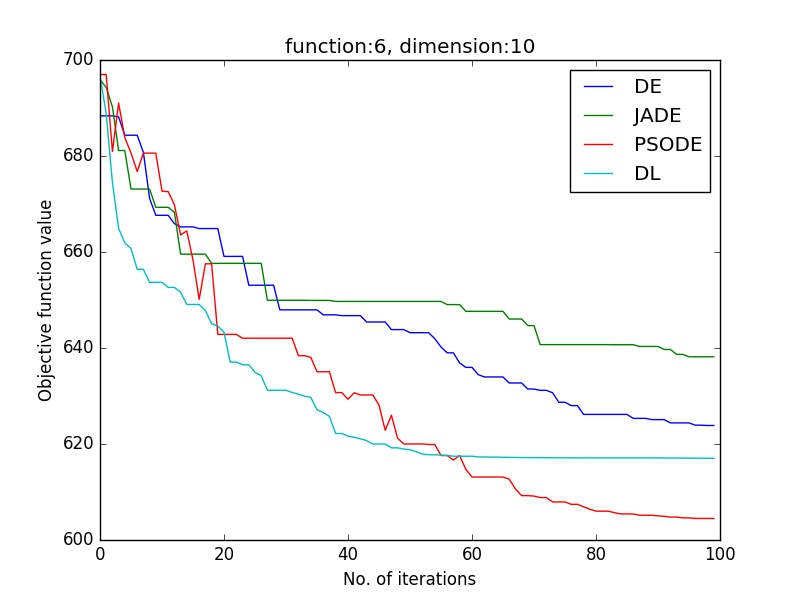 function:6, dimension:10
Objective function value
700
680
660
640
620
600
DE
JADE
PSODE
DL
0
20
40
60
80
100
No. of iterations